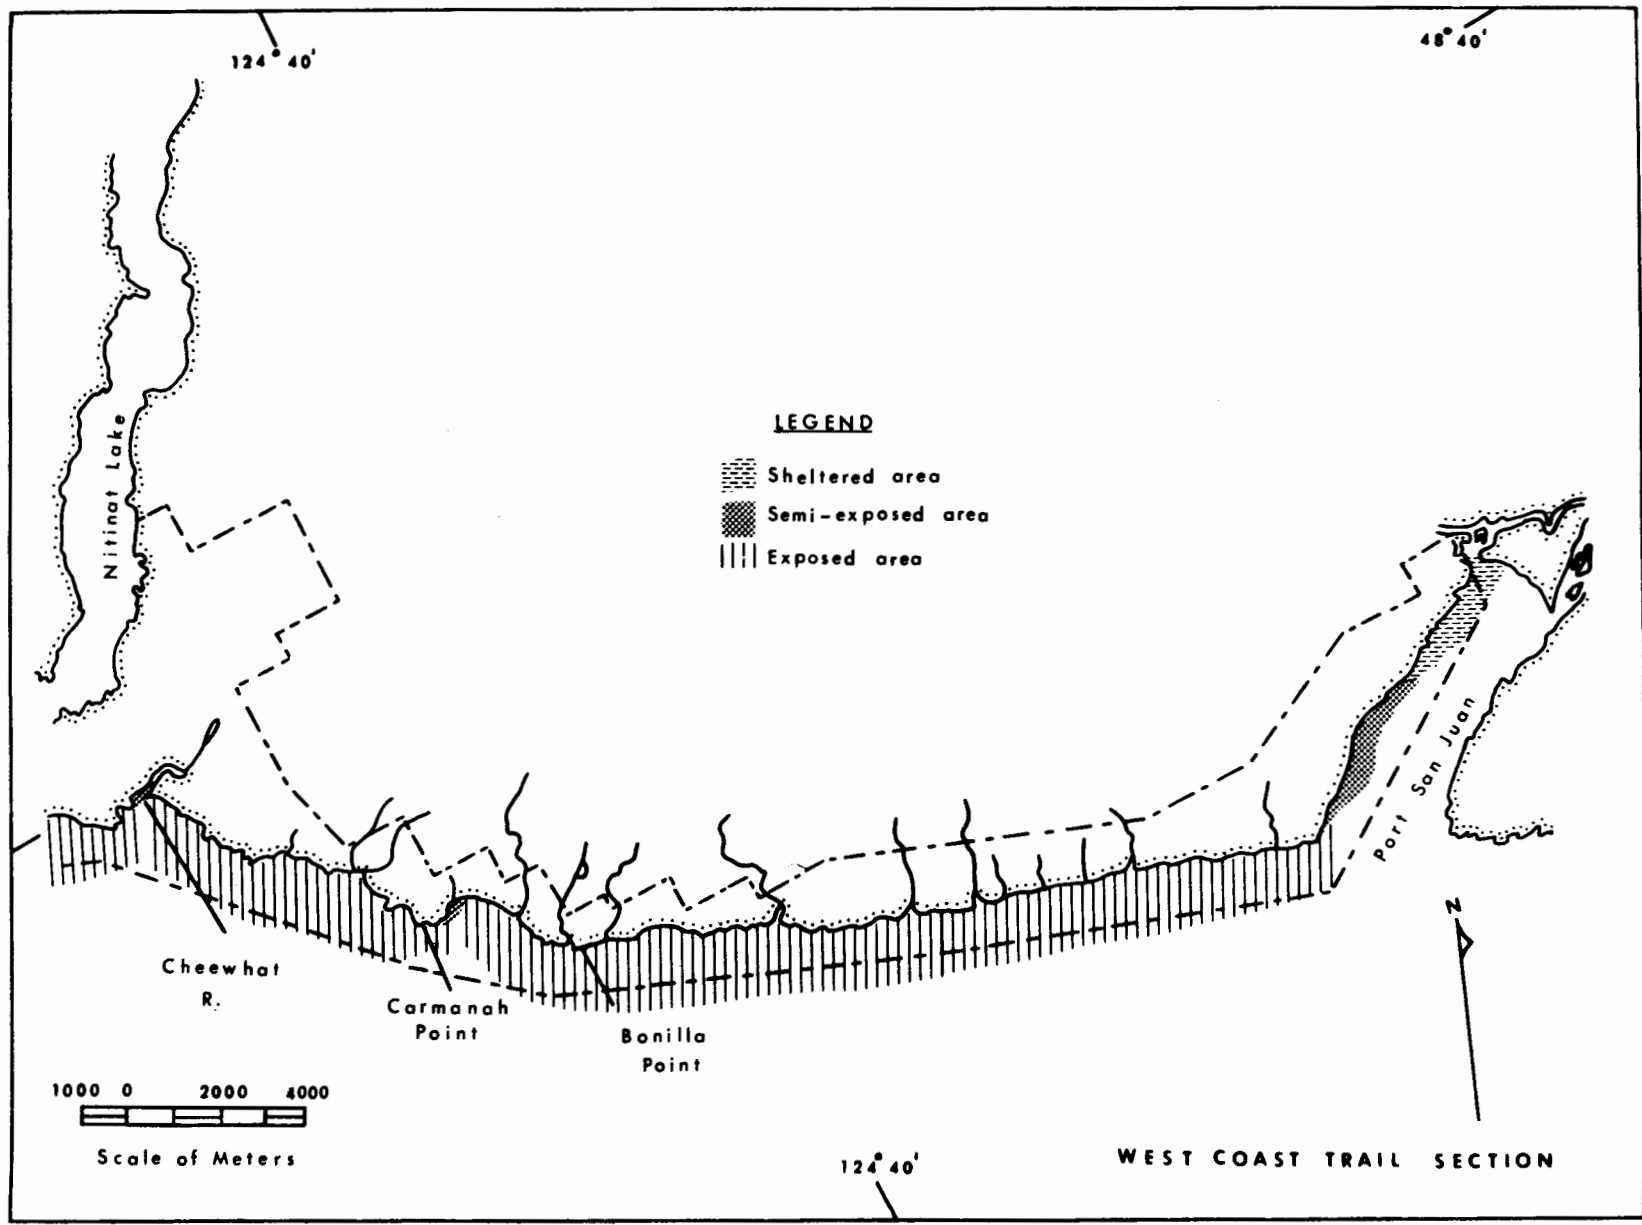 124° 40'
48° 40'
Nitinat Lake
LEGEND
Sheltered area
Semi-exposed area
Exposed area
Port San Juan
N
Cheewhat
R.
Carmanah
Point
Bonilla
Point
1000 0 2000 4000
Scale of Meters
124° 40'
WEST COAST TRAIL SECTION